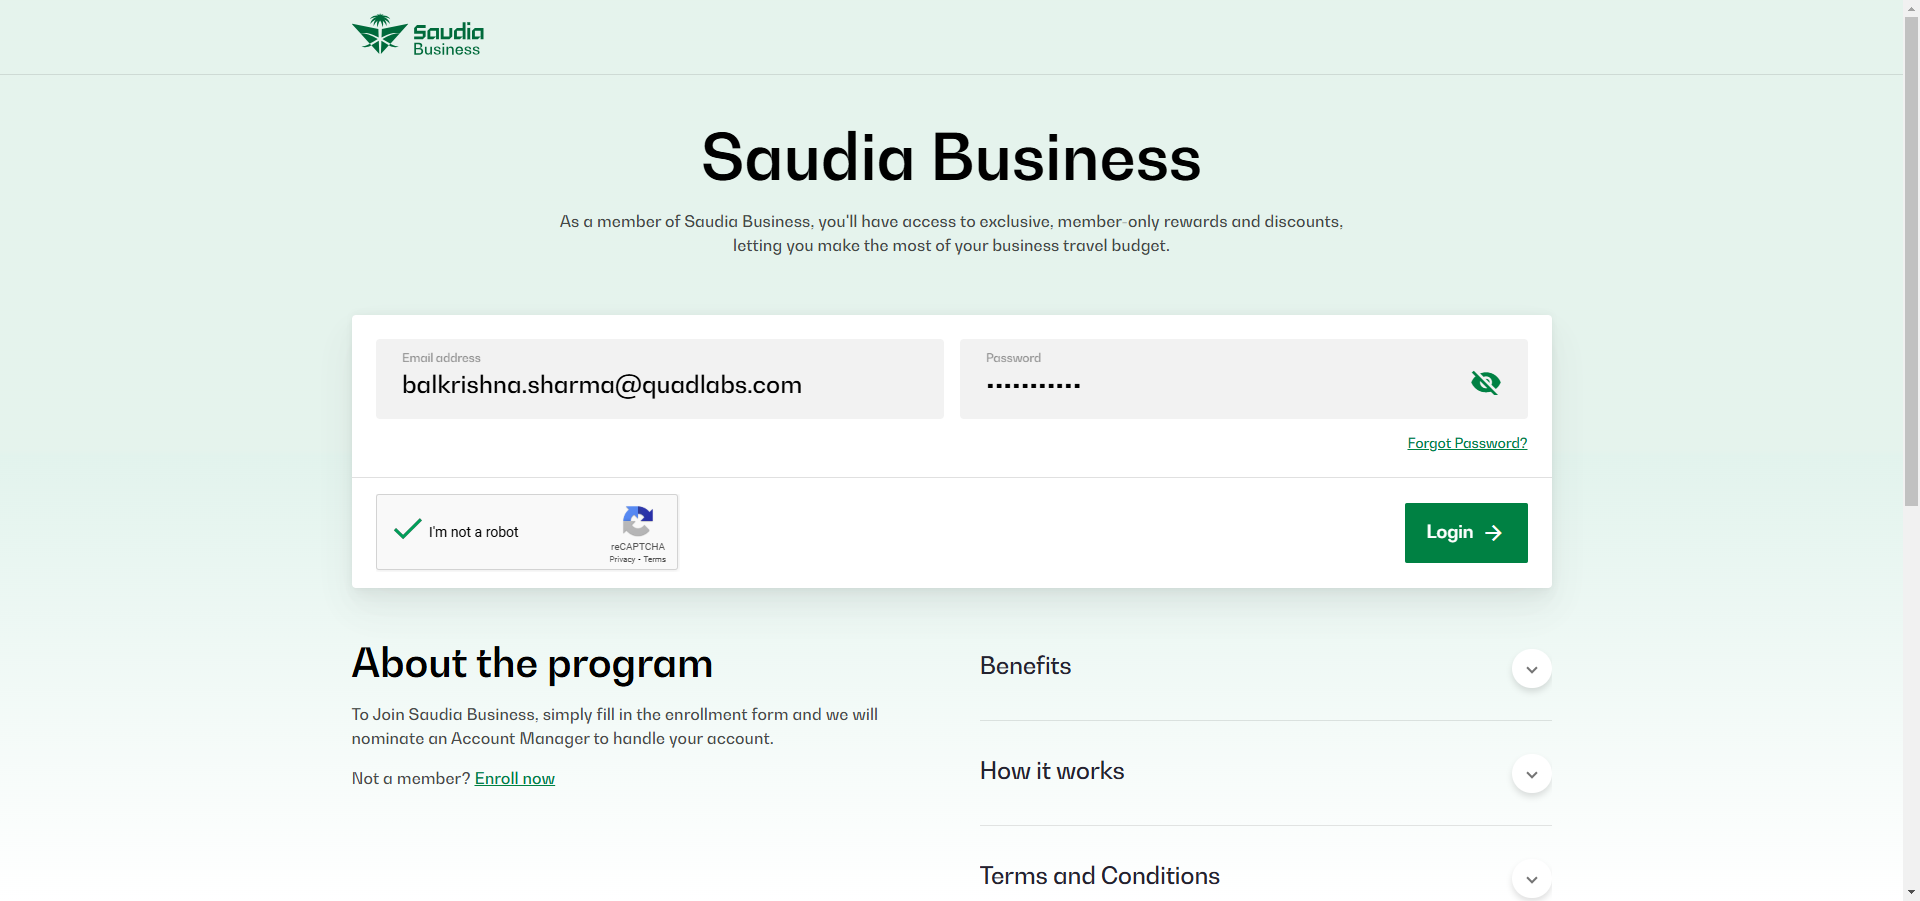 Saudia
Business
Saudia Business
As a member of Saudia Business, you'll have access to exclusive, member-only rewards and discounts,
letting you make the most of your business travel budget.
Email address
balkrishna.sharma@quadlabs.com
Password
Forgot Password?
I'm not a robot
reCAPTCHA
Privacy - Terms
Login
About the program
To Join Saudia Business, simply fill in the enrollment form and we will
nominate an Account Manager to handle your account.
Not a member? Enroll now
Benefits
How it works
Terms and Conditions